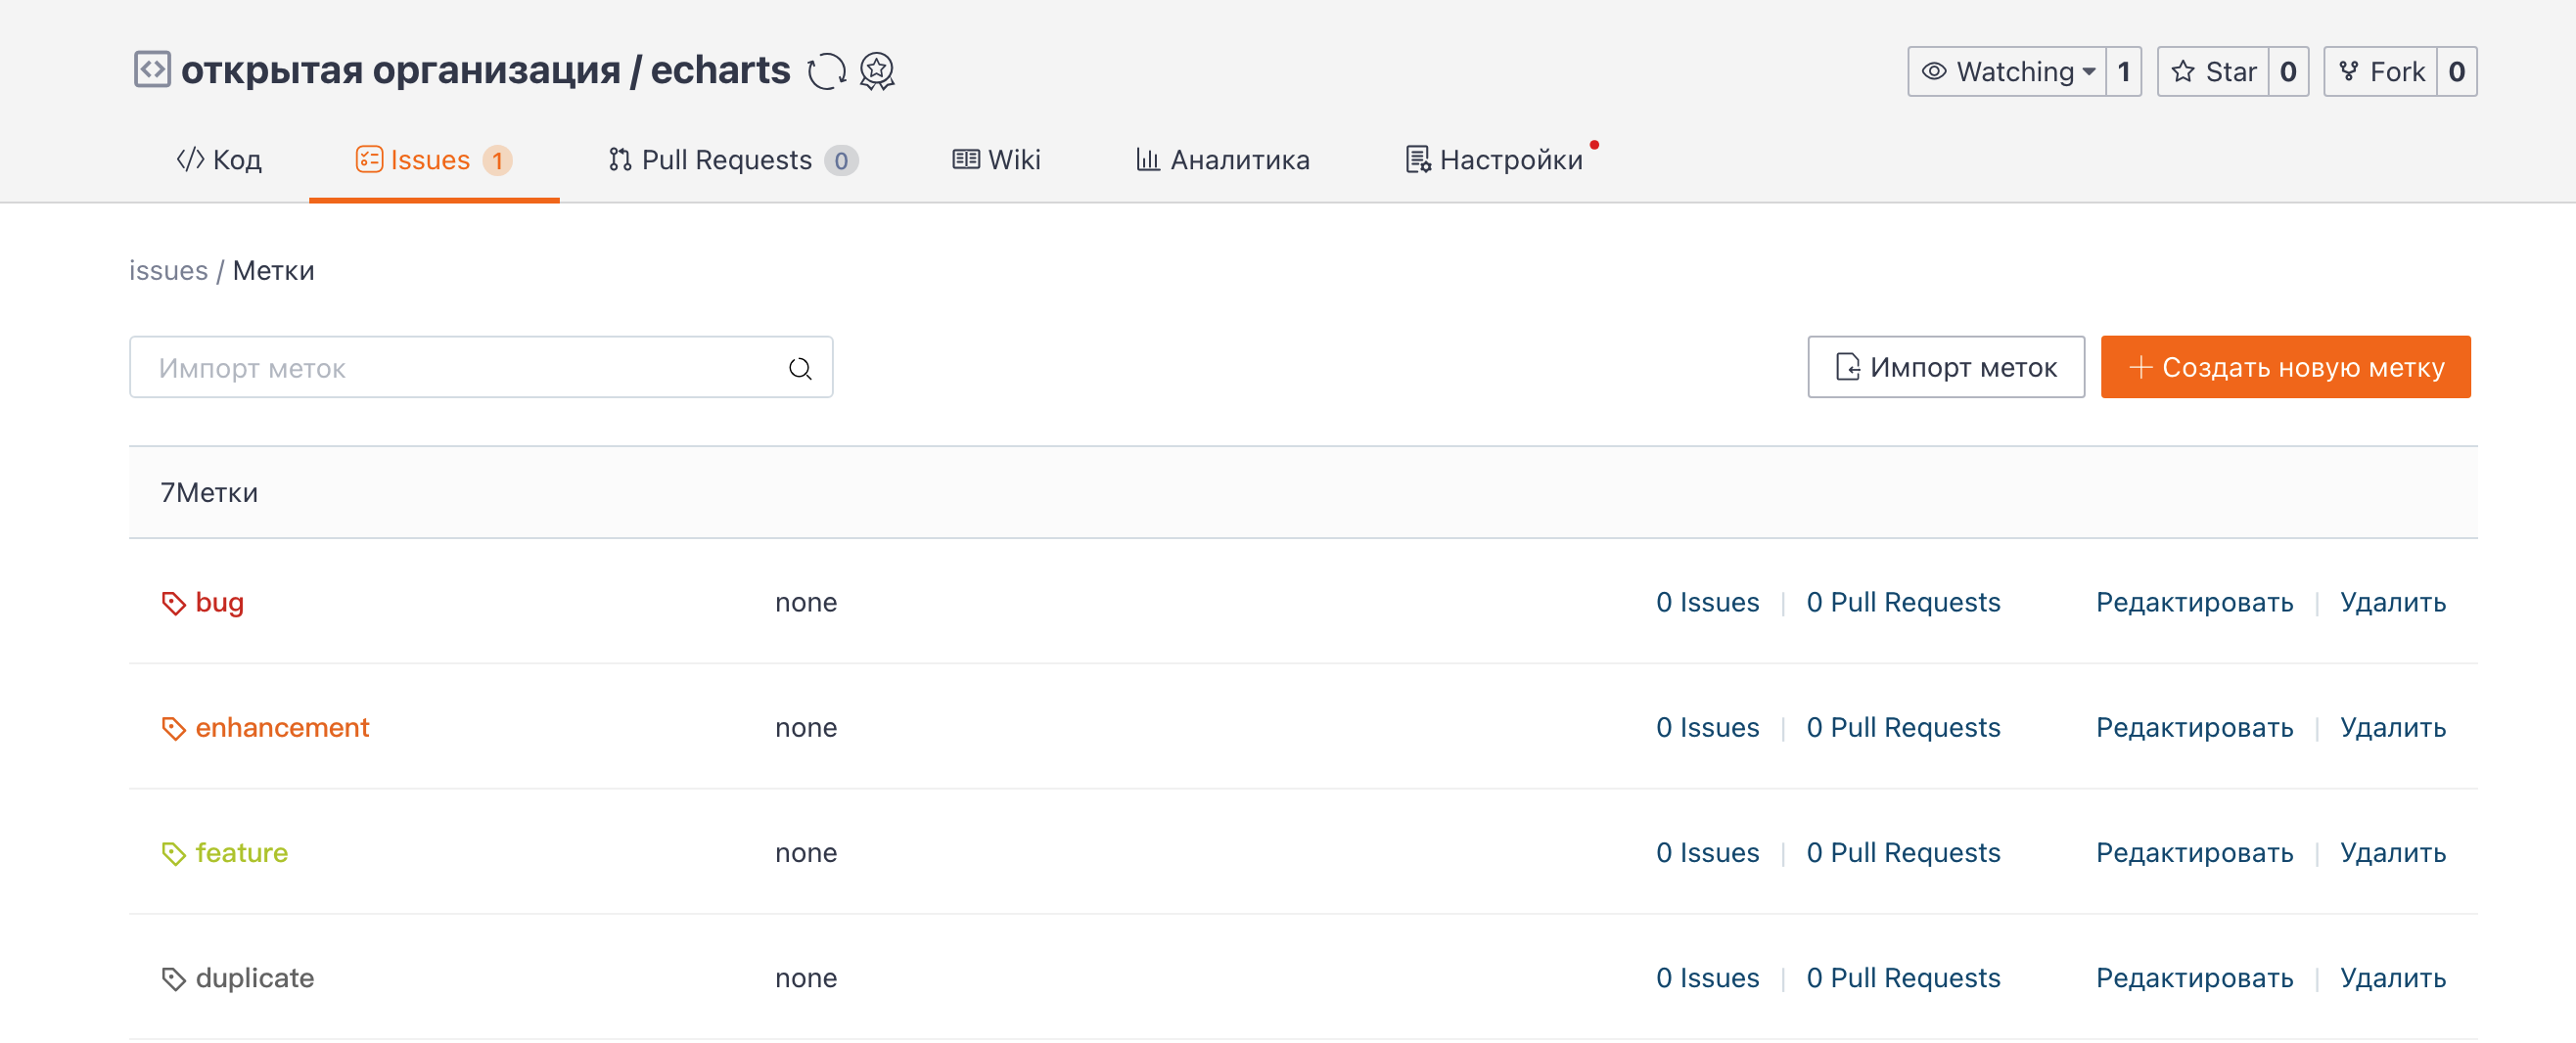 открытая организация / echarts
Watching 1 Star 0 Fork 0
Код Issues 1 Pull Requests 0 Wiki Аналитика Настройки
issues / Метки
Импорт меток Импорт меток Создать новую метку
7Метки
bug none 0 Issues 0 Pull Requests Редактировать Удалить
enhancement none 0 Issues 0 Pull Requests Редактировать Удалить
feature none 0 Issues 0 Pull Requests Редактировать Удалить
duplicate none 0 Issues 0 Pull Requests Редактировать Удалить